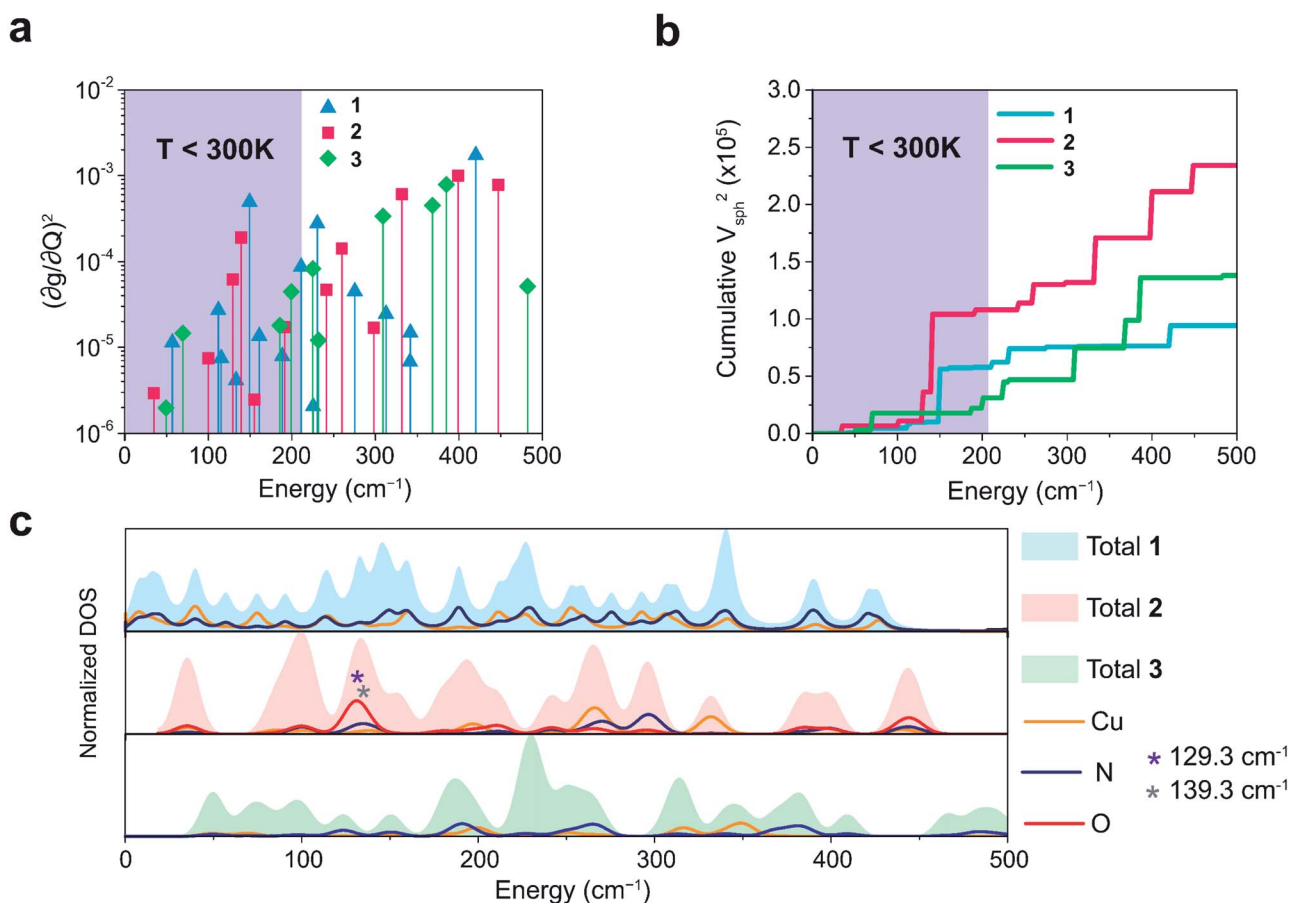 a
(∂g/∂Q)²
10⁻²
10⁻³
10⁻⁴
10⁻⁵
10⁻⁶
T < 300K
1
2
3
0 100 200 300 400 500
Energy (cm⁻¹)
b
Cumulative V_sph² (x10⁵)
3.0
2.5
2.0
1.5
1.0
0.5
0.0
T < 300K
1
2
3
0 100 200 300 400 500
Energy (cm⁻¹)
c
Normalized DOS
* 
*
0 100 200 300 400 500
Energy (cm⁻¹)
Total 1
Total 2
Total 3
Cu
N
O
* 129.3 cm⁻¹
* 139.3 cm⁻¹